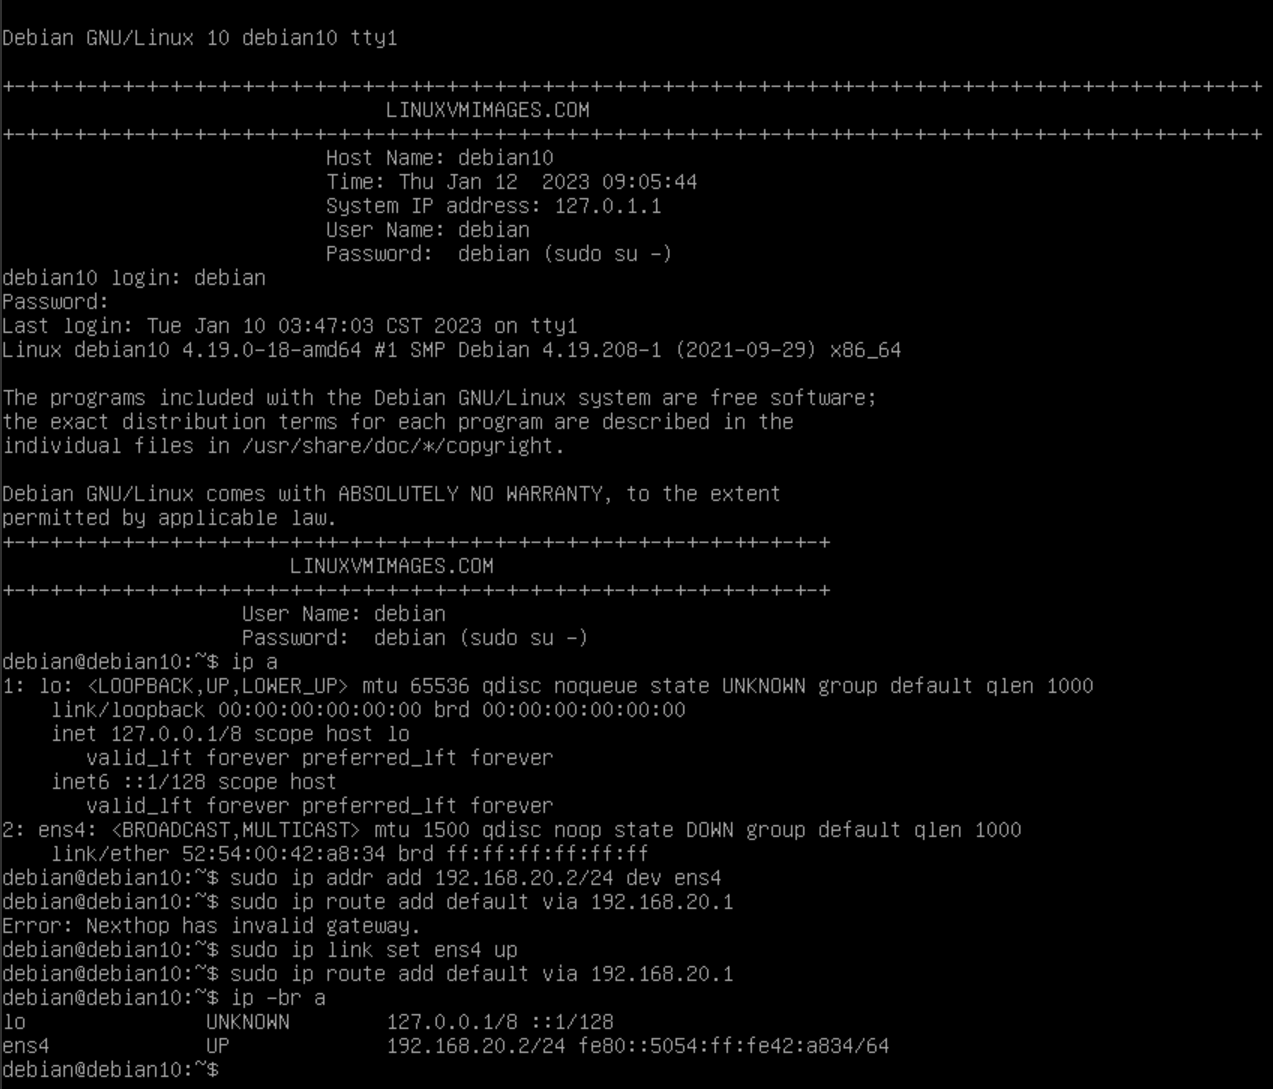 Debian GNU/Linux 10 debian10 tty1
+-+-+-+-+-+-+-+-+-+-+-+-+-+-+-+-+-++-+-+-+-+-+-+-+-+-+-+-+-+-+-+-+-+-+-+-+-+-+-+-+-+-+-+-+-+-+-+-+-+-+
LINUXVMIMAGES.COM
+-+-+-+-+-+-+-+-+-+-+-+-+-+-+-+-+-++-+-+-+-+-+-+-+-+-+-+-+-+-+-+-+-+-+-+-+-+-+-+-+-+-+-+-+-+-+-+-+-+-+
Host Name: debian10
Time: Thu Jan 12  2023 09:05:44
System IP address: 127.0.1.1
User Name: debian
Password:  debian (sudo su -)
debian10 login: debian
Password:
Last login: Tue Jan 10 03:47:03 CST 2023 on tty1
Linux debian10 4.19.0-18-amd64 #1 SMP Debian 4.19.208-1 (2021-09-29) x86_64
The programs included with the Debian GNU/Linux system are free software;
the exact distribution terms for each program are described in the
individual files in /usr/share/doc/*/copyright.
Debian GNU/Linux comes with ABSOLUTELY NO WARRANTY, to the extent
permitted by applicable law.
+-+-+-+-+-+-+-+-+-+-+-+-+-+-+-+-+-++-+-+-+-+-+-+-+-+-+-+-+-++-+-+-+
LINUXVMIMAGES.COM
+-+-+-+-+-+-+-+-+-+-+-+-+-+-+-+-+-+-+-+-+-+-+-+-+-+-+-+-+-+-+-+-+-+-+
User Name: debian
Password:  debian (sudo su -)
debian@debian10:~$ ip a
1: lo: <LOOPBACK,UP,LOWER_UP> mtu 65536 qdisc noqueue state UNKNOWN group default qlen 1000
link/loopback 00:00:00:00:00:00 brd 00:00:00:00:00:00
inet 127.0.0.1/8 scope host lo
valid_lft forever preferred_lft forever
inet6 ::1/128 scope host
valid_lft forever preferred_lft forever
2: ens4: <BROADCAST,MULTICAST> mtu 1500 qdisc noop state DOWN group default qlen 1000
link/ether 52:54:00:42:a8:34 brd ff:ff:ff:ff:ff:ff
debian@debian10:~$ sudo ip addr add 192.168.20.2/24 dev ens4
debian@debian10:~$ sudo ip route add default via 192.168.20.1
Error: Nexthop has invalid gateway.
debian@debian10:~$ sudo ip link set ens4 up
debian@debian10:~$ sudo ip route add default via 192.168.20.1
debian@debian10:~$ ip -br a
lo               UNKNOWN        127.0.0.1/8 ::1/128
ens4             UP             192.168.20.2/24 fe80::5054:ff:fe42:a834/64
debian@debian10:~$